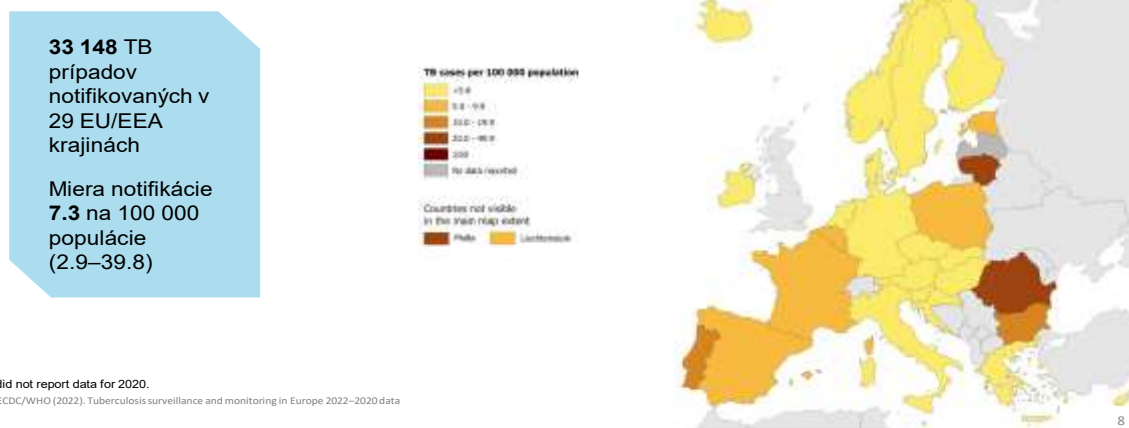 33 148 TB
prípadov
notifikovaných v
29 EU/EEA
krajinách
Miera notifikácie
7.3 na 100 000
populácie
(2.9–39.8)
TB cases per 100 000 population
No data reported
Countries not visible
in the main map extent
Malta
Liechtenstein
did not report data for 2020.
ECDC/WHO (2022). Tuberculosis surveillance and monitoring in Europe 2022–2020 data
8